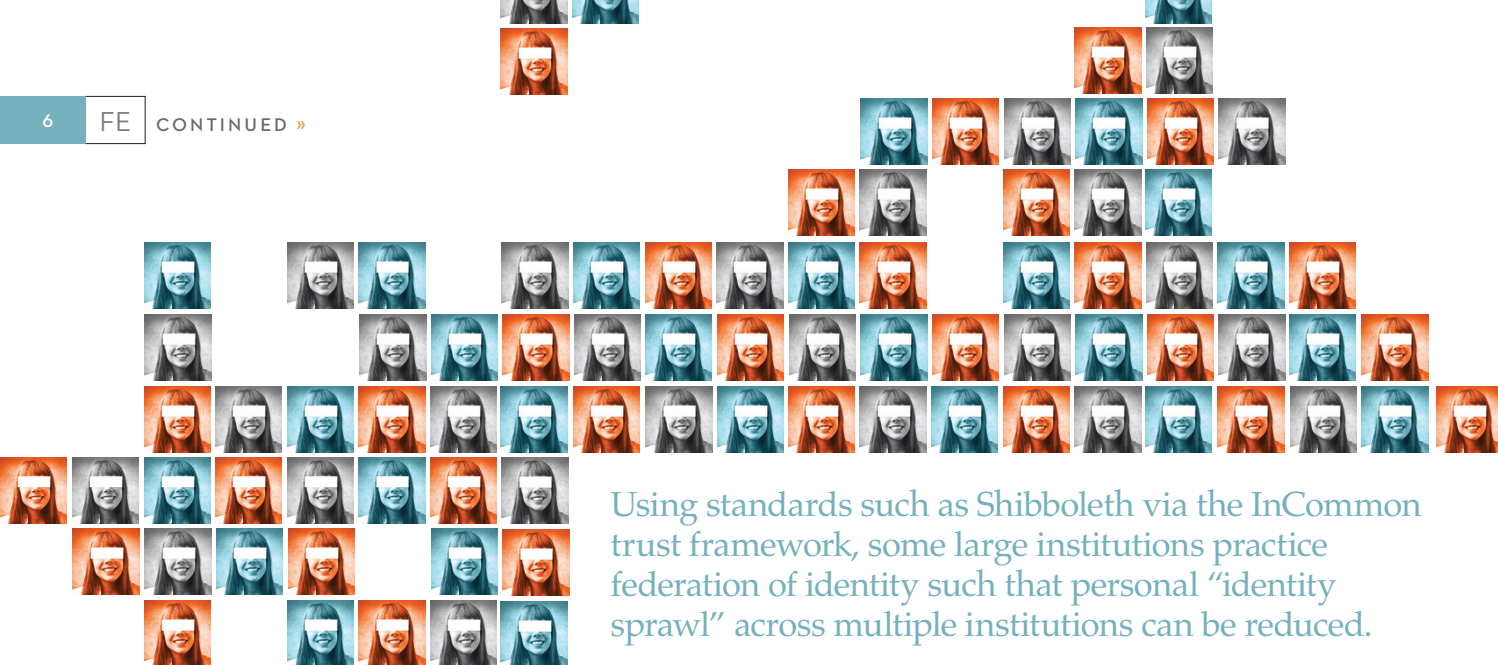 6 FE CONTINUED »
Using standards such as Shibboleth via the InCommon
trust framework, some large institutions practice
federation of identity such that personal “identity
sprawl” across multiple institutions can be reduced.